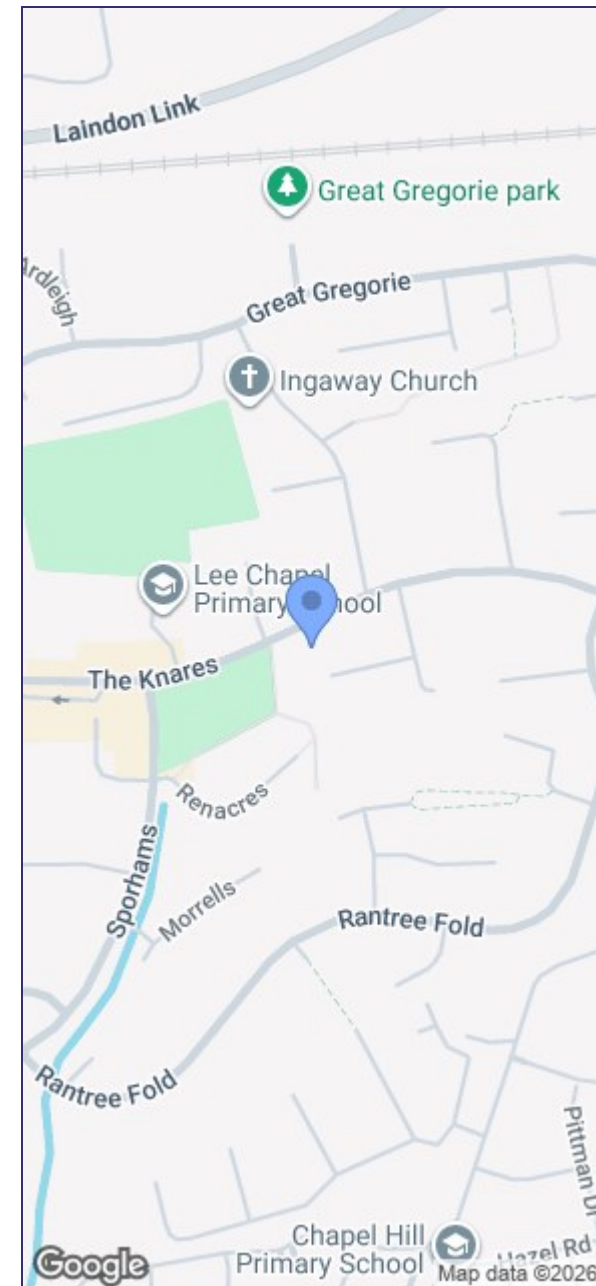 Laindon Link
Great Gregorie park
Ardleigh
Great Gregorie
Ingaway Church
Lee Chapel
Primary School
The Knares
Renacres
Sporhams
Morrells
Rantree Fold
Rantree Fold
Pittman Dr
Chapel Hill
Primary School
Hazel Rd
Google
Map data ©2026